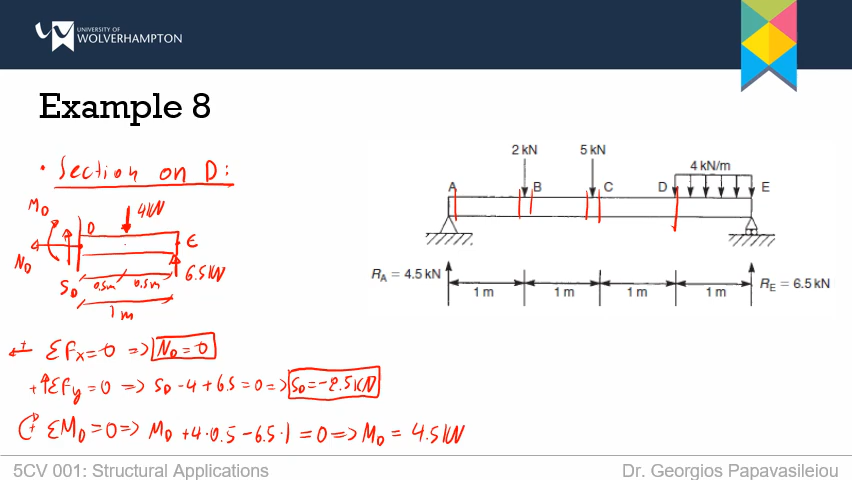 UNIVERSITY OF
WOLVERHAMPTON
Example 8
• Section on D:
M_D
4KN
D
E
N_D
S_D
0.5m
0.5m
6.5KN
1m
2 kN
5 kN
4 kN/m
A
B
C
D
E
R_A = 4.5 kN
1 m
1 m
1 m
1 m
R_E = 6.5 kN
← + ΣF_x = 0 => N_D = 0
+↑ΣF_y = 0 => S_D - 4 + 6.5 = 0 => S_D = -2.5KN
+ ΣM_D = 0 => M_D + 4·0.5 - 6.5·1 = 0 => M_D = 4.5KN
5CV 001: Structural Applications
Dr. Georgios Papavasileiou